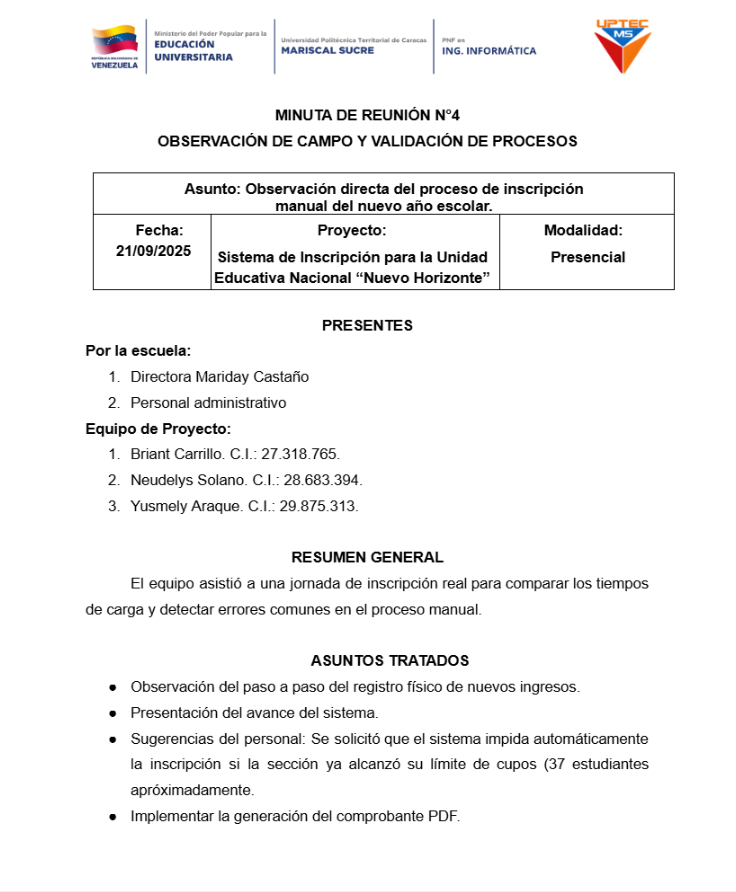 Ministerio del Poder Popular para la
EDUCACIÓN
UNIVERSITARIA
REPÚBLICA BOLIVARIANA DE
VENEZUELA
Universidad Politécnica Territorial de Caracas
MARISCAL SUCRE
PNF en
ING. INFORMÁTICA
UPTEC
MS
MINUTA DE REUNIÓN N°4
OBSERVACIÓN DE CAMPO Y VALIDACIÓN DE PROCESOS
Asunto: Observación directa del proceso de inscripción
manual del nuevo año escolar.
Fecha:
21/09/2025
Proyecto:
Sistema de Inscripción para la Unidad
Educativa Nacional “Nuevo Horizonte”
Modalidad:
Presencial
PRESENTES
Por la escuela:
1. Directora Mariday Castaño
2. Personal administrativo
Equipo de Proyecto:
1. Briant Carrillo. C.I.: 27.318.765.
2. Neudelys Solano. C.I.: 28.683.394.
3. Yusmely Araque. C.I.: 29.875.313.
RESUMEN GENERAL
El equipo asistió a una jornada de inscripción real para comparar los tiempos
de carga y detectar errores comunes en el proceso manual.
ASUNTOS TRATADOS
● Observación del paso a paso del registro físico de nuevos ingresos.
● Presentación del avance del sistema.
● Sugerencias del personal: Se solicitó que el sistema impida automáticamente
la inscripción si la sección ya alcanzó su límite de cupos (37 estudiantes
apróximadamente.
● Implementar la generación del comprobante PDF.